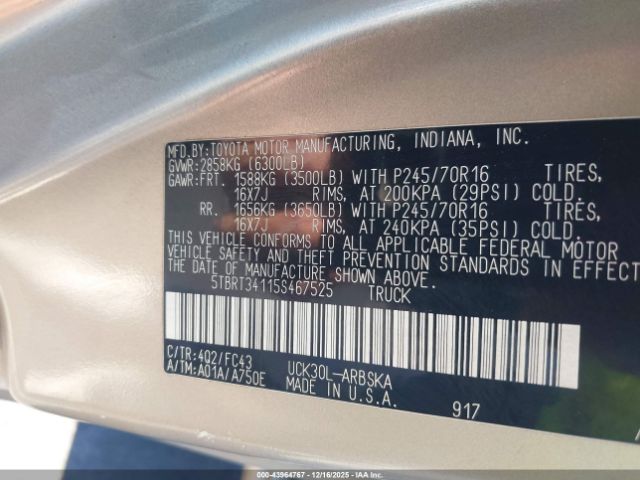 MFD.BY:TOYOTA MOTOR MANUFACTURING, INDIANA, INC.
GVWR:2858KG (6300LB)
GAWR:FRT. 1588KG (3500LB) WITH P245/70R16 TIRES,
16X7J RIMS, AT 200KPA (29PSI) COLD.
RR. 1656KG (3650LB) WITH P245/70R16 TIRES,
16X7J RIMS, AT 240KPA (35PSI) COLD.
THIS VEHICLE CONFORMS TO ALL APPLICABLE FEDERAL MOTOR
VEHICLE SAFETY AND THEFT PREVENTION STANDARDS IN EFFECT
THE DATE OF MANUFACTURE SHOWN ABOVE.
5TBRT34115S467525 TRUCK
C/TR:4Q2/FC43 UCK30L-ARBSKA
A/TM:A01A/A750E MADE IN U.S.A. 917
000-43964767 - 12/16/2025 - IAAI.COM